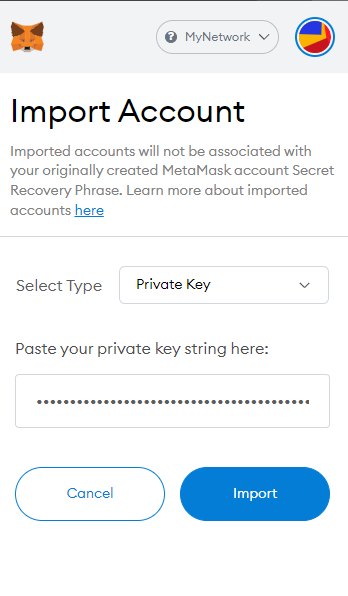 MyNetwork
Import Account
Imported accounts will not be associated with
your originally created MetaMask account Secret
Recovery Phrase. Learn more about imported
accounts here
Select Type
Private Key
Paste your private key string here:
Cancel
Import